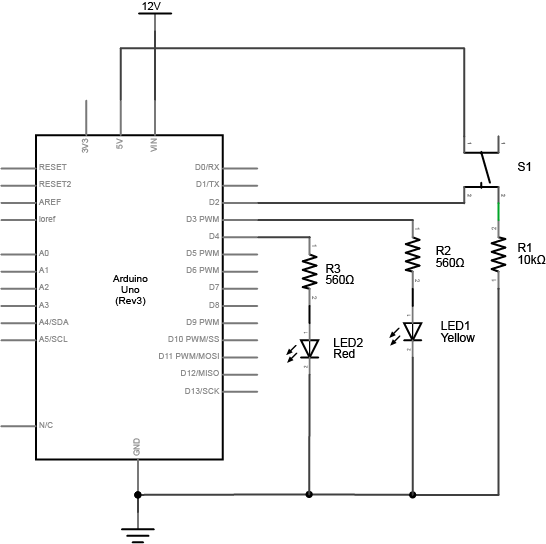 12V
3V3
5V
VIN
RESET
RESET2
AREF
Ioref
A0
A1
A2
A3
A4/SDA
A5/SCL
N/C
Arduino
Uno
(Rev3)
D0/RX
D1/TX
D2
D3 PWM
D4
D5 PWM
D6 PWM
D7
D8
D9 PWM
D10 PWM/SS
D11 PWM/MOSI
D12/MISO
D13/SCK
GND
1
1
S1
2
2
1
R3
560Ω
2
1
LED2
Red
2
1
R2
560Ω
2
1
LED1
Yellow
2
2
R1
10kΩ
1